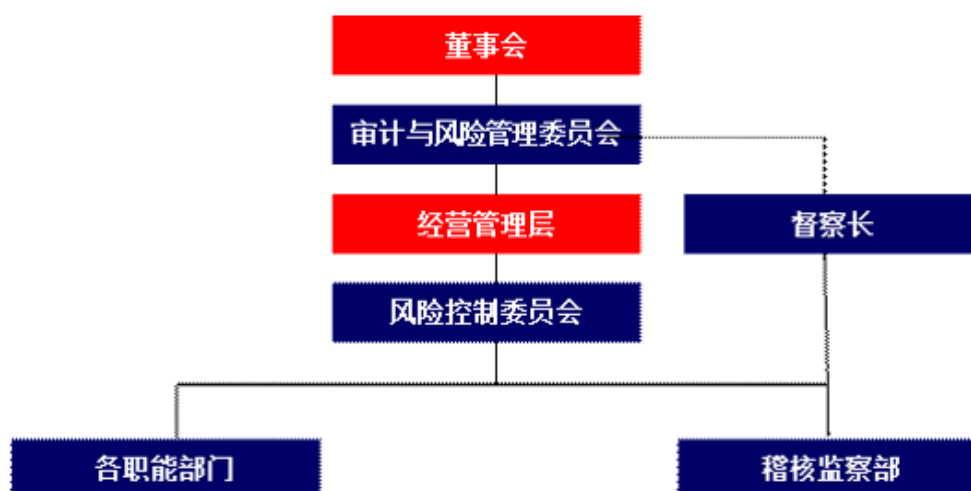 董事会
审计与风险管理委员会
经营管理层
督察长
风险控制委员会
各职能部门
稽核监察部